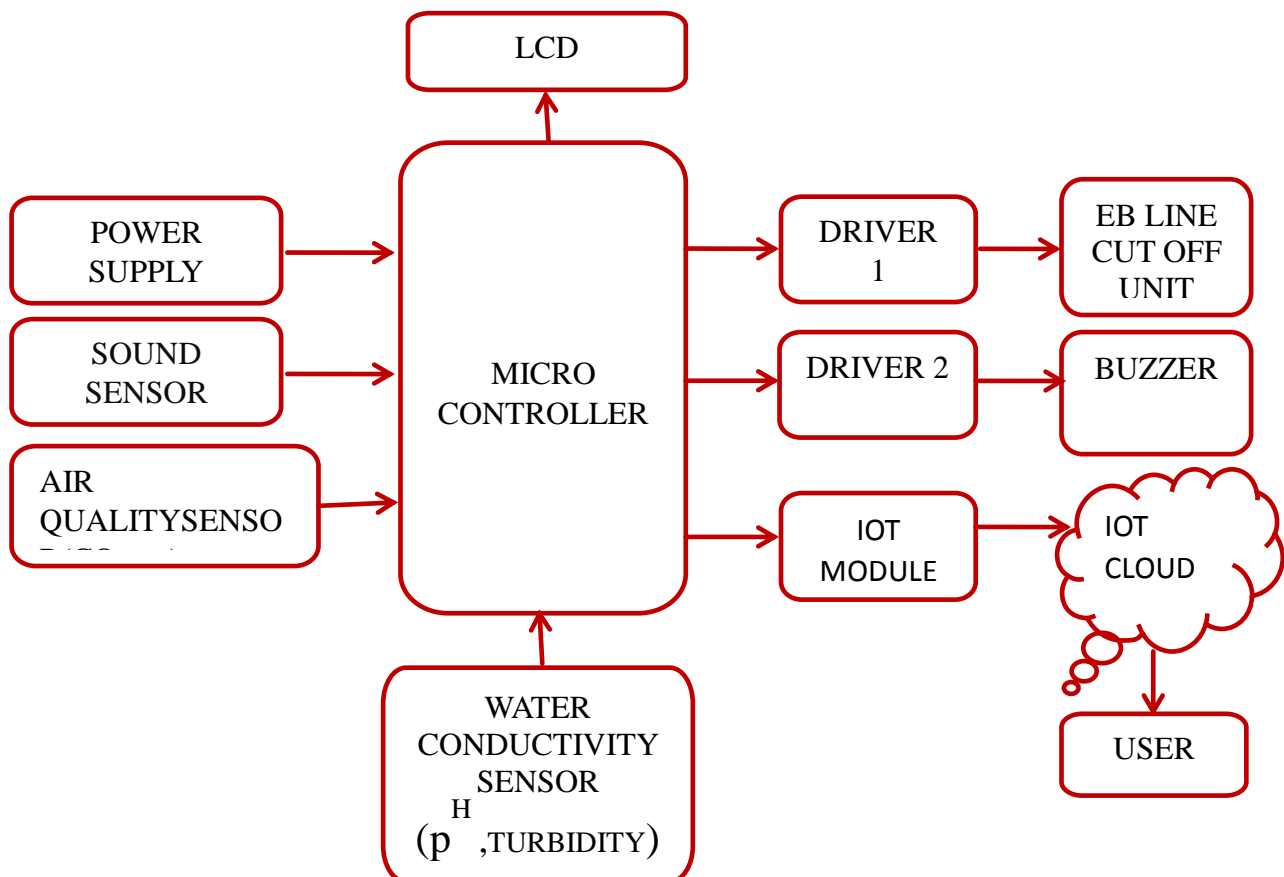 LCD
POWER
SUPPLY
SOUND
SENSOR
AIR
QUALITYSENSO
MICRO
CONTROLLER
DRIVER
1
EB LINE
CUT OFF
UNIT
DRIVER 2
BUZZER
IOT
MODULE
IOT
CLOUD
USER
WATER
CONDUCTIVITY
SENSOR
(pH,TURBIDITY)